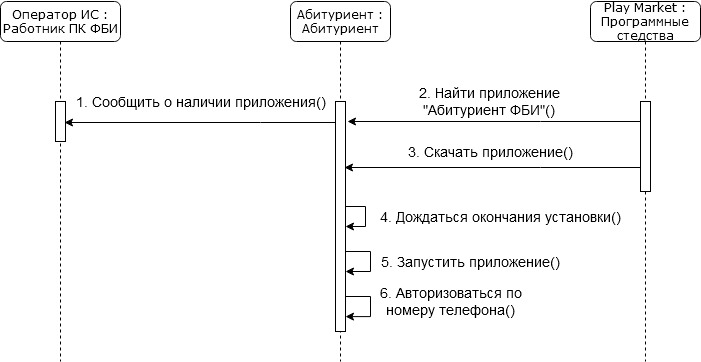 Оператор ИС :
Работник ПК ФБИ
Абитуриент :
Абитуриент
Play Market :
Программные
стедства
1. Сообщить о наличии приложения()
2. Найти приложение
"Абитуриент ФБИ"()
3. Скачать приложение()
4. Дождаться окончания установки()
5. Запустить приложение()
6. Авторизоваться по
номеру телефона()